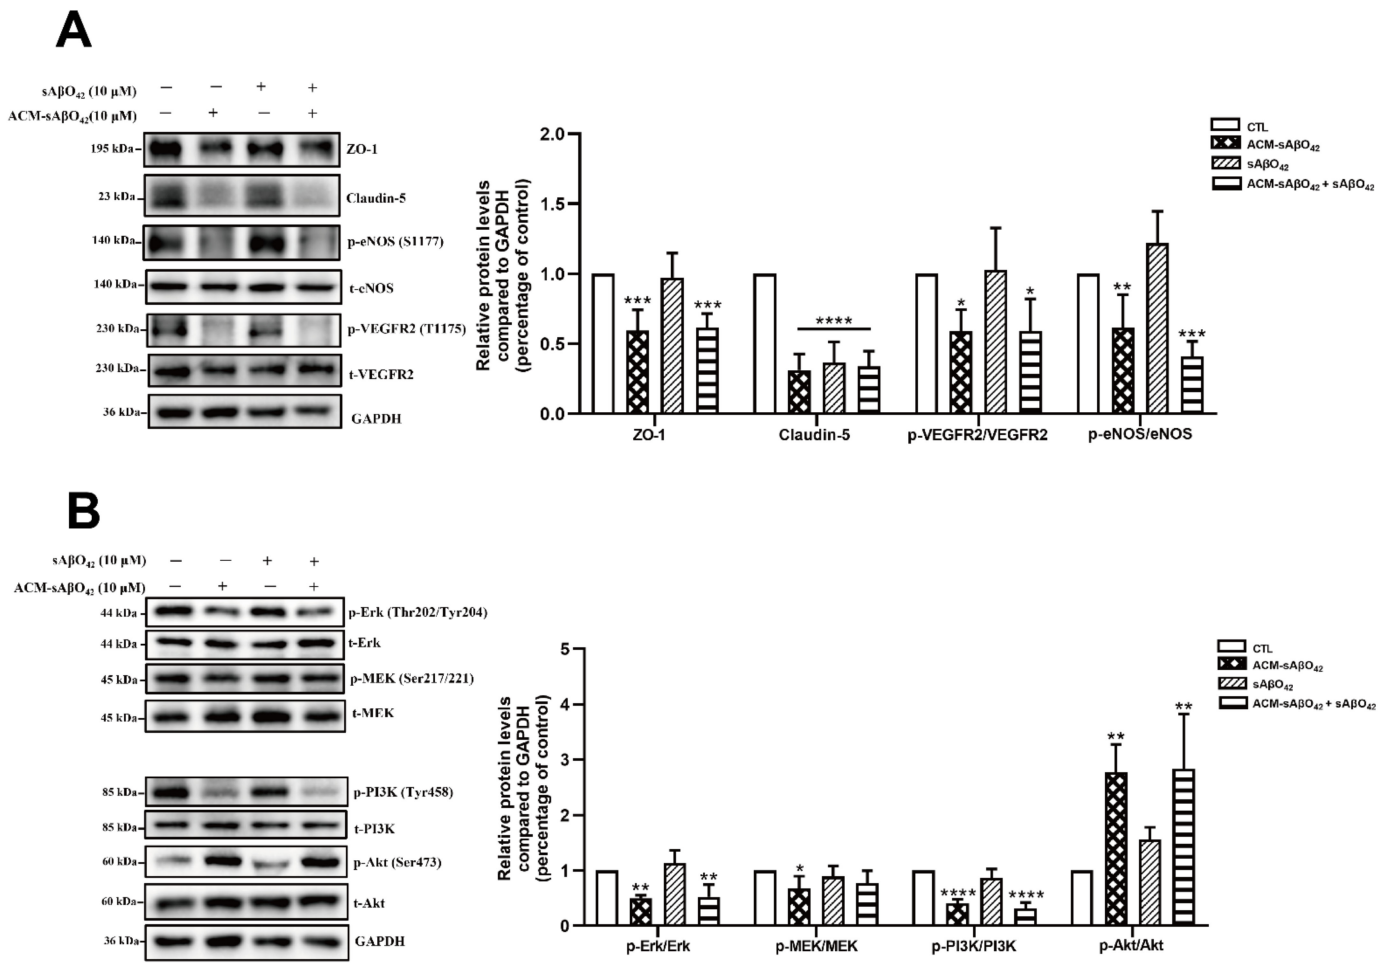 A
sAβO42 (10 μM) − − + +
ACM-sAβO42(10 μM) − + − +
195 kDa ZO-1
23 kDa Claudin-5
140 kDa p-eNOS (S1177)
140 kDa t-eNOS
230 kDa p-VEGFR2 (T1175)
230 kDa t-VEGFR2
36 kDa GAPDH
Relative protein levels
compared to GAPDH
(percentage of control)
2.0
1.5
1.0
0.5
0.0
*** *** **** * * ** ***
ZO-1 Claudin-5 p-VEGFR2/VEGFR2 p-eNOS/eNOS
CTL
ACM-sAβO42
sAβO42
ACM-sAβO42 + sAβO42
B
sAβO42 (10 μM) − − + +
ACM-sAβO42 (10 μM) − + − +
44 kDa p-Erk (Thr202/Tyr204)
44 kDa t-Erk
45 kDa p-MEK (Ser217/221)
45 kDa t-MEK
85 kDa p-PI3K (Tyr458)
85 kDa t-PI3K
60 kDa p-Akt (Ser473)
60 kDa t-Akt
36 kDa GAPDH
Relative protein levels
compared to GAPDH
(percentage of control)
5
4
3
2
1
0
** ** * **** **** ** **
p-Erk/Erk p-MEK/MEK p-PI3K/PI3K p-Akt/Akt
CTL
ACM-sAβO42
sAβO42
ACM-sAβO42 + sAβO42